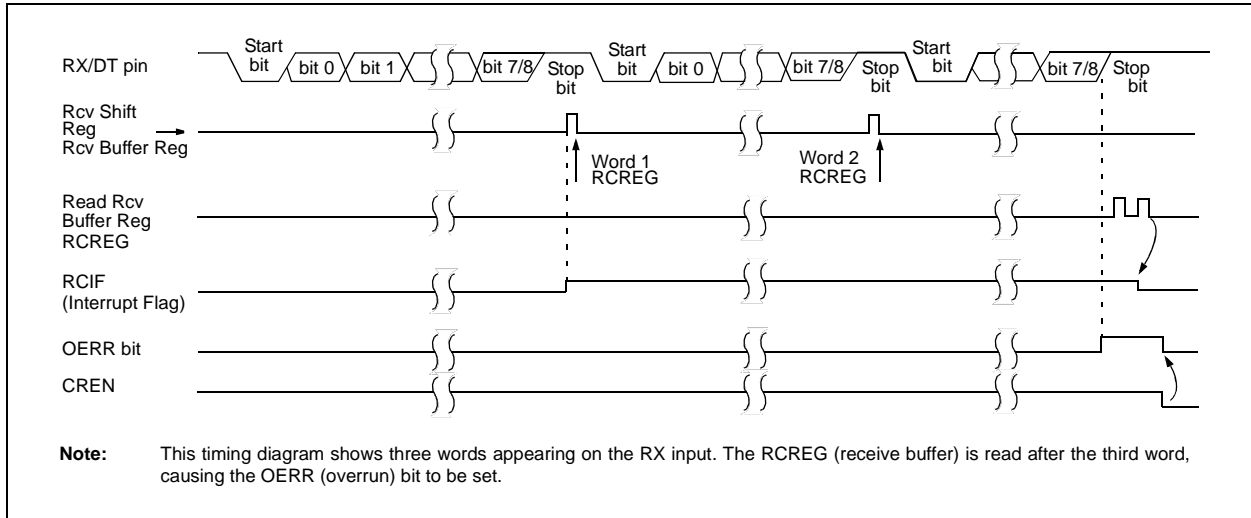 Start bit
bit 0
bit 1
bit 7/8
Stop bit
Start bit
bit 0
bit 7/8
Stop bit
Start bit
bit 7/8
Stop bit
RX/DT pin
Rcv Shift
Reg
Rcv Buffer Reg
Word 1
RCREG
Word 2
RCREG
Read Rcv
Buffer Reg
RCREG
RCIF
(Interrupt Flag)
OERR bit
CREN
Note: This timing diagram shows three words appearing on the RX input. The RCREG (receive buffer) is read after the third word,
causing the OERR (overrun) bit to be set.